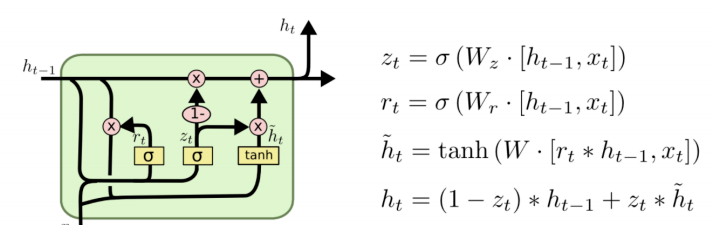 h_t
h_{t-1}
x
+
1-
x
r_t
z_t
x
h̃_t
σ
σ
tanh
z_t = σ (W_z · [h_{t-1}, x_t])
r_t = σ (W_r · [h_{t-1}, x_t])
h̃_t = tanh (W · [r_t * h_{t-1}, x_t])
h_t = (1 − z_t) * h_{t-1} + z_t * h̃_t